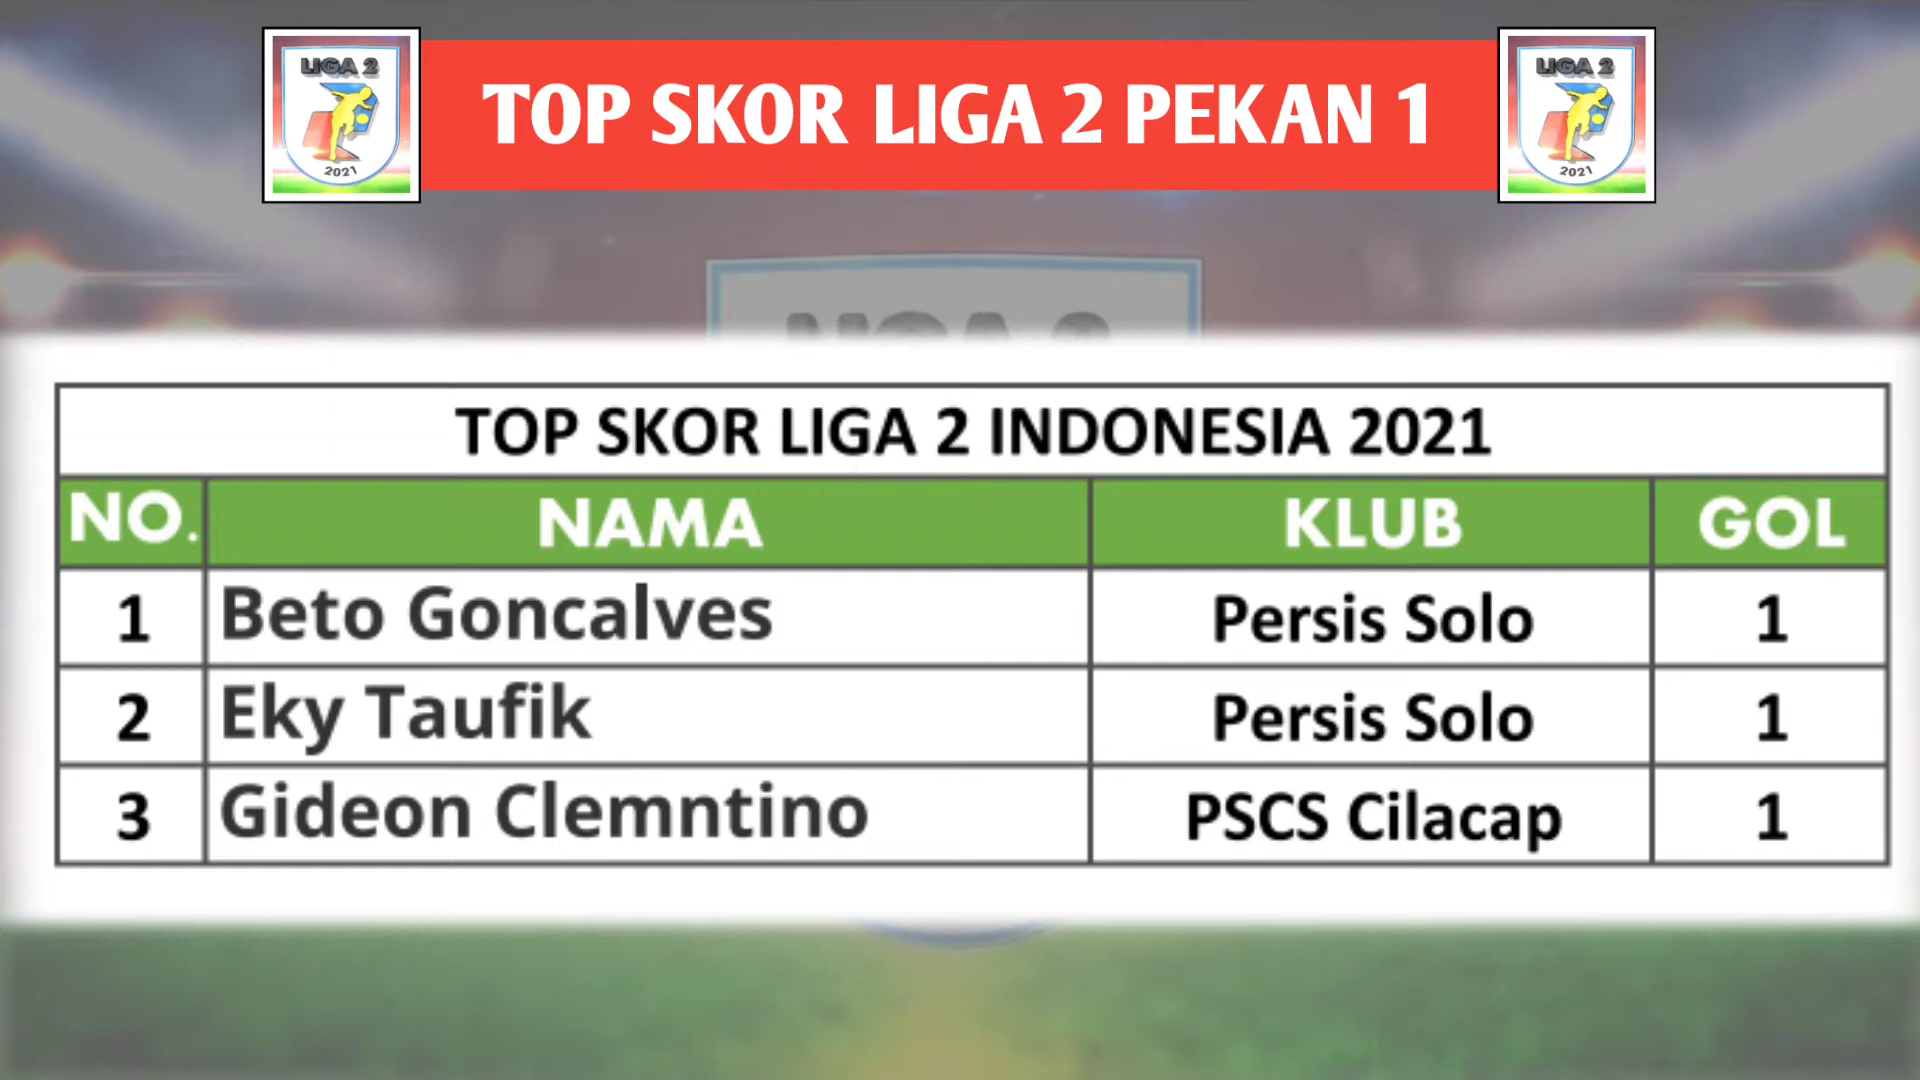 LIGA 2
2021
TOP SKOR LIGA 2 PEKAN 1
LIGA 2
2021
LIGA 2
TOP SKOR LIGA 2 INDONESIA 2021
NO. NAMA KLUB GOL
1 Beto Goncalves Persis Solo 1
2 Eky Taufik Persis Solo 1
3 Gideon Clemntino PSCS Cilacap 1